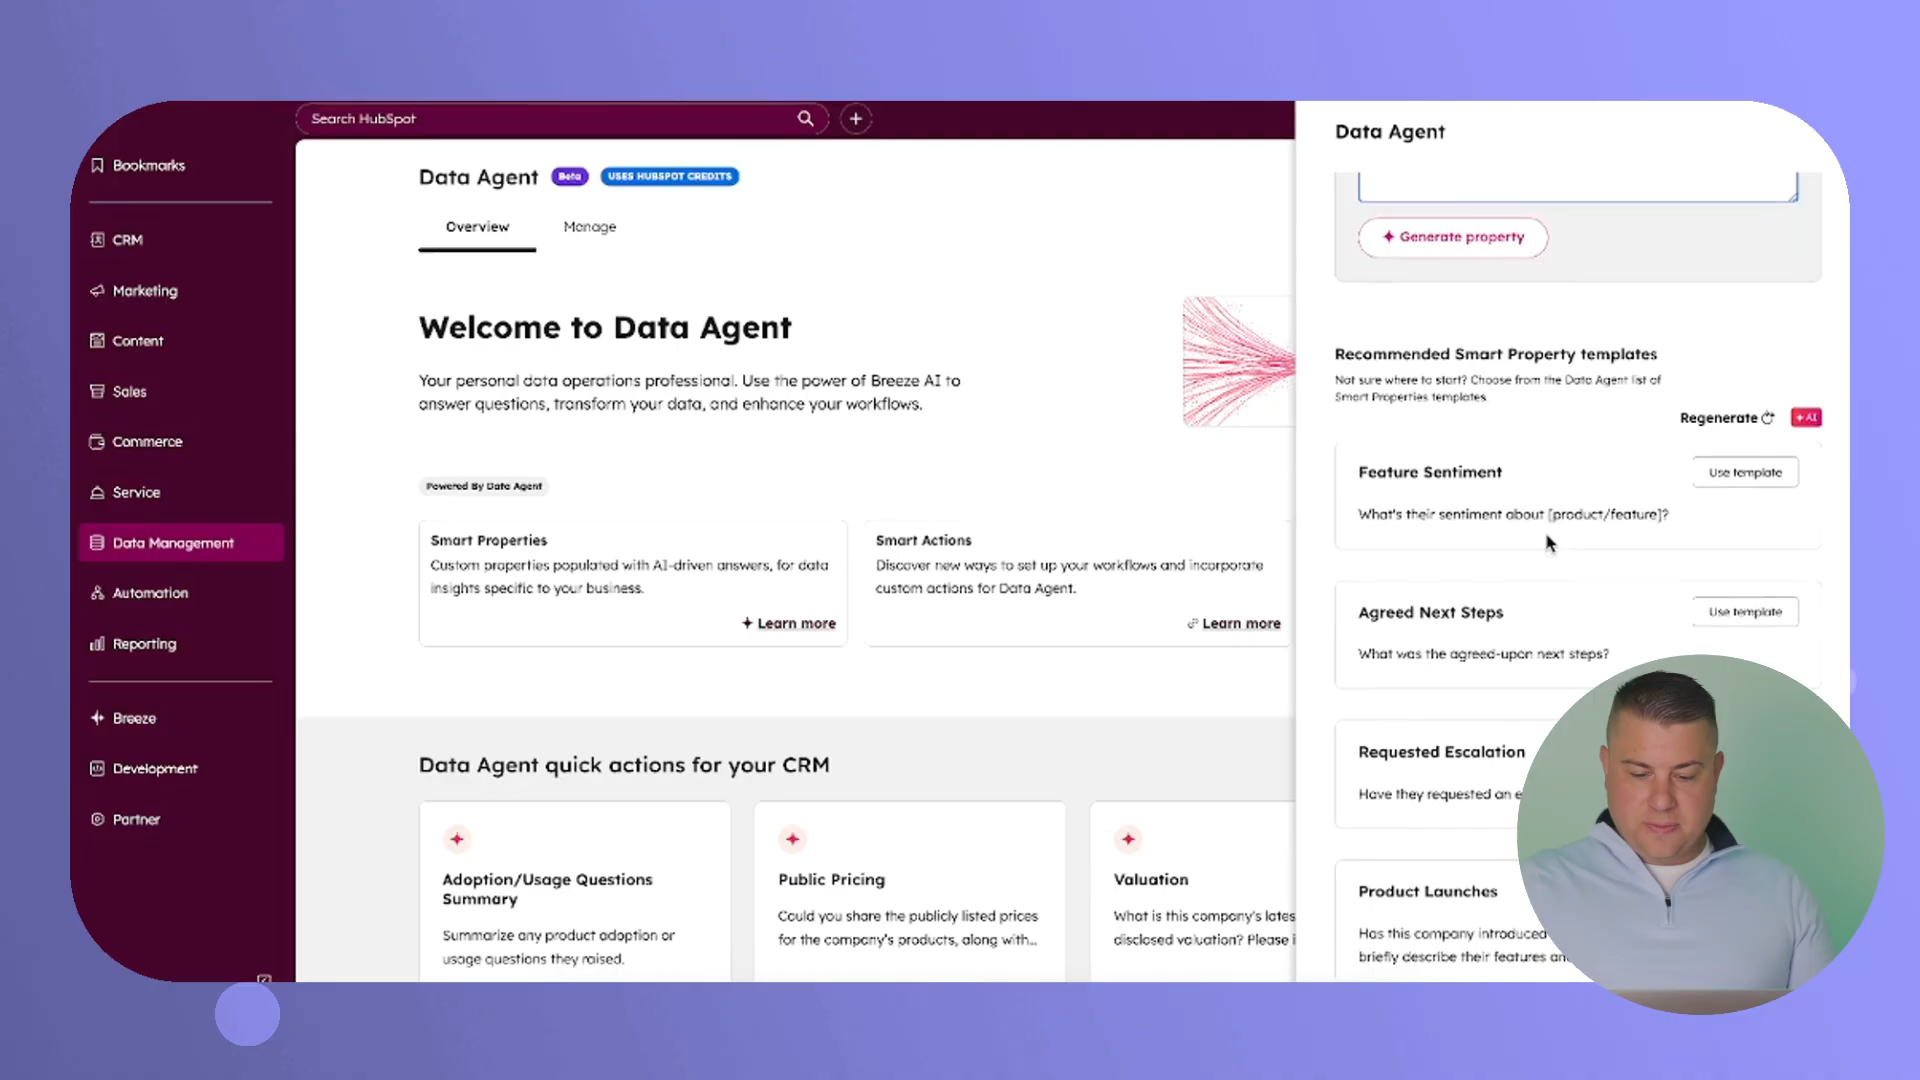 Search HubSpot
Bookmarks
CRM
Marketing
Content
Sales
Commerce
Service
Data Management
Automation
Reporting
Breeze
Development
Partner
Data Agent
Beta
USES HUBSPOT CREDITS
Overview
Manage
Welcome to Data Agent
Your personal data operations professional. Use the power of Breeze AI to
answer questions, transform your data, and enhance your workflows.
Powered By Data Agent
Smart Properties
Custom properties populated with AI-driven answers, for data
insights specific to your business.
Learn more
Smart Actions
Discover new ways to set up your workflows and incorporate
custom actions for Data Agent.
Learn more
Data Agent quick actions for your CRM
Adoption/Usage Questions
Summary
Summarize any product adoption or
usage questions they raised.
Public Pricing
Could you share the publicly listed prices
for the company's products, along with...
Valuation
What is this company's lates
disclosed valuation? Please i
Data Agent
Generate property
Recommended Smart Property templates
Not sure where to start? Choose from the Data Agent list of
Smart Properties templates.
Regenerate
AI
Feature Sentiment
Use template
What's their sentiment about [product/feature]?
Agreed Next Steps
Use template
What was the agreed-upon next steps?
Requested Escalation
Have they requested an e
Product Launches
Has this company introduced
briefly describe their features an